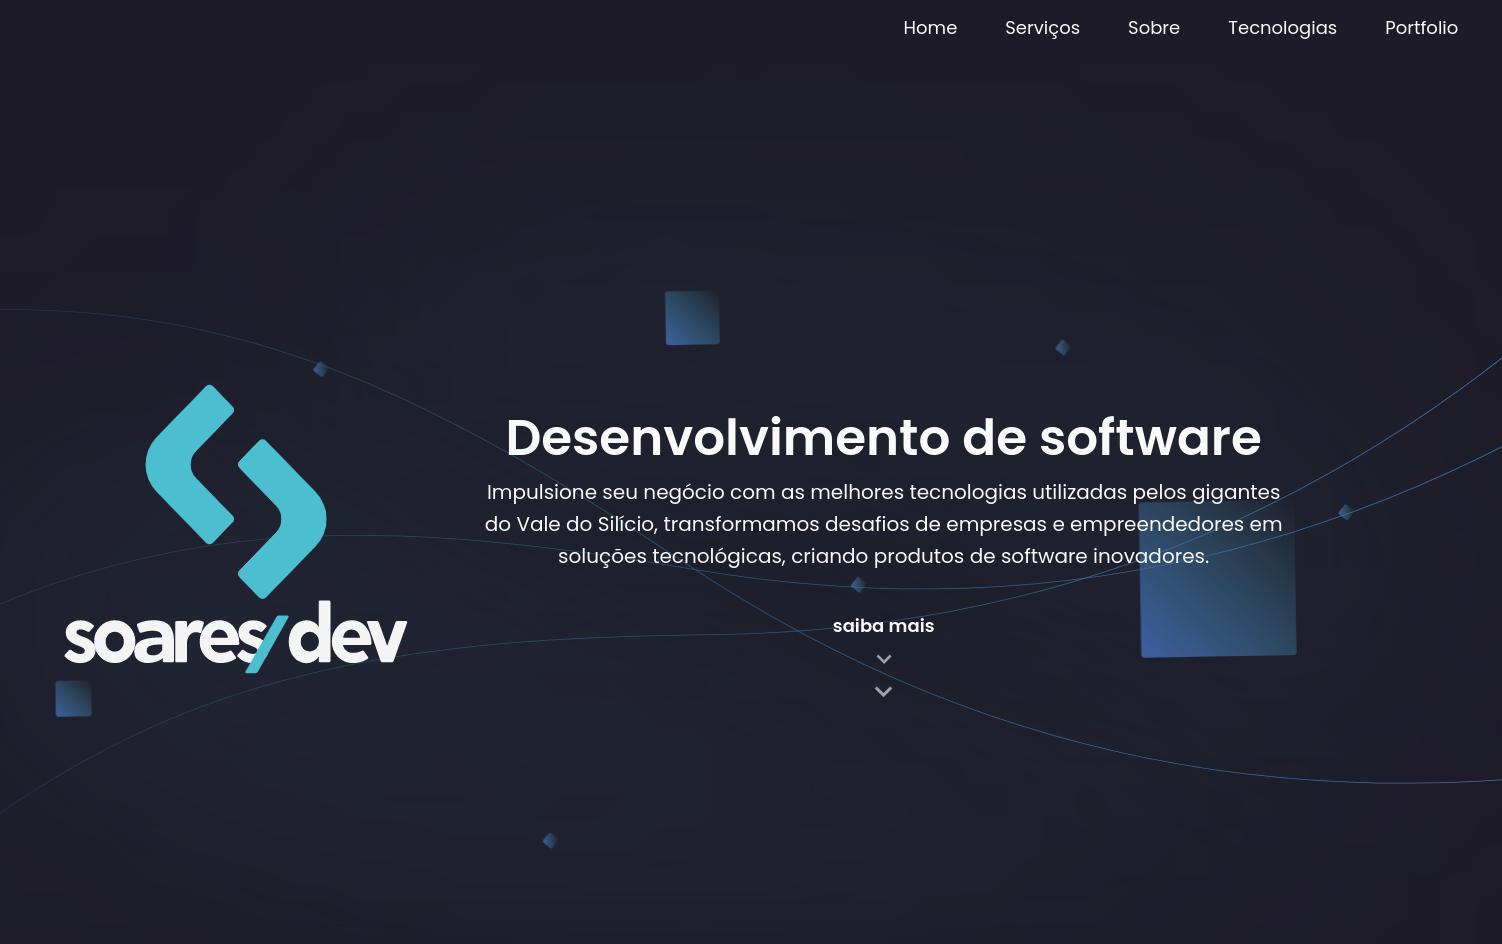 Home
Serviços
Sobre
Tecnologias
Portfolio
Desenvolvimento de software
Impulsione seu negócio com as melhores tecnologias utilizadas pelos gigantes
do Vale do Silício, transformamos desafios de empresas e empreendedores em
soluções tecnológicas, criando produtos de software inovadores.
saiba mais
soares/dev